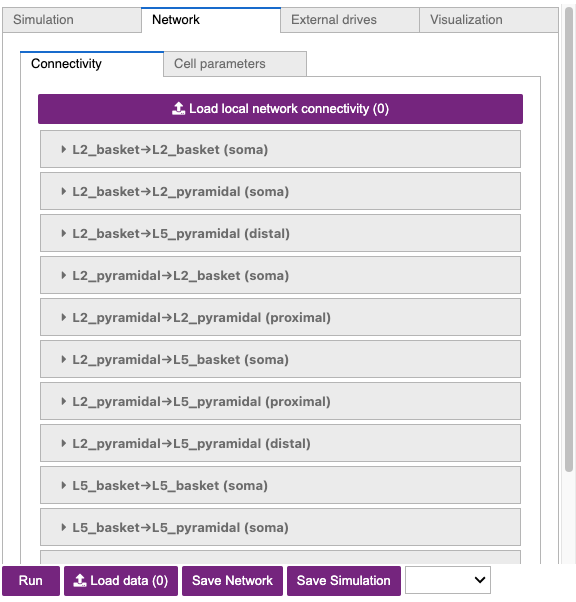 Simulation Network External drives Visualization
Connectivity Cell parameters
Load local network connectivity (0)
L2_basket→L2_basket (soma)
L2_basket→L2_pyramidal (soma)
L2_basket→L5_pyramidal (distal)
L2_pyramidal→L2_basket (soma)
L2_pyramidal→L2_pyramidal (proximal)
L2_pyramidal→L5_basket (soma)
L2_pyramidal→L5_pyramidal (proximal)
L2_pyramidal→L5_pyramidal (distal)
L5_basket→L5_basket (soma)
L5_basket→L5_pyramidal (soma)
Run Load data (0) Save Network Save Simulation